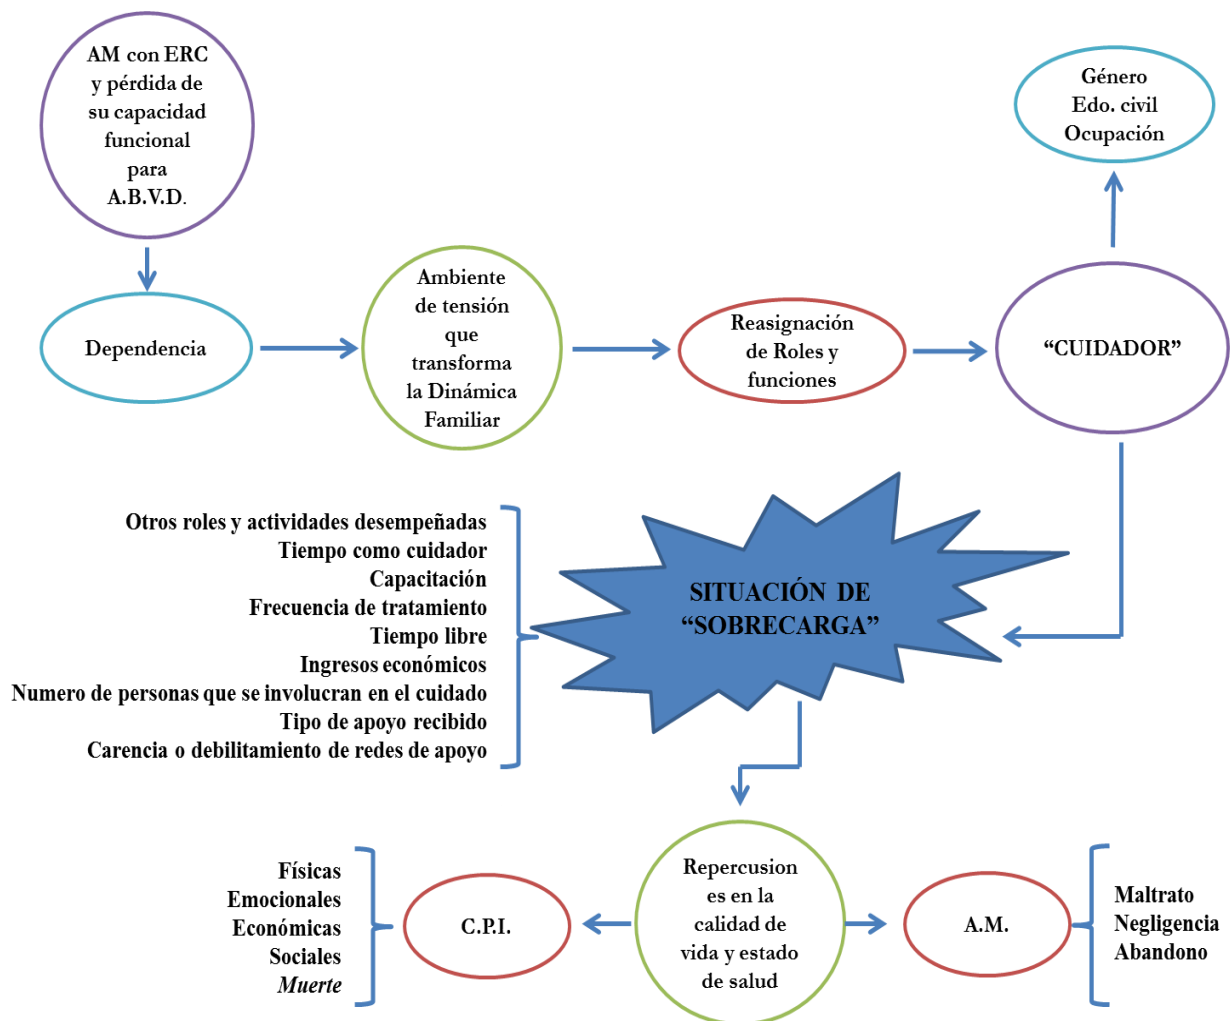 AM con ERC
y pérdida de
su capacidad
funcional
para
A.B.V.D.
Género
Edo. civil
Ocupación
Dependencia
Ambiente
de tensión
que
transforma
la Dinámica
Familiar
Reasignación
de Roles y
funciones
“CUIDADOR”
Otros roles y actividades desempeñadas
Tiempo como cuidador
Capacitación
Frecuencia de tratamiento
Tiempo libre
Ingresos económicos
Numero de personas que se involucran en el cuidado
Tipo de apoyo recibido
Carencia o debilitamiento de redes de apoyo
SITUACIÓN DE
“SOBRECARGA”
Físicas
Emocionales
Económicas
Sociales
Muerte
C.P.I.
Repercusion
es en la
calidad de
vida y estado
de salud
A.M.
Maltrato
Negligencia
Abandono